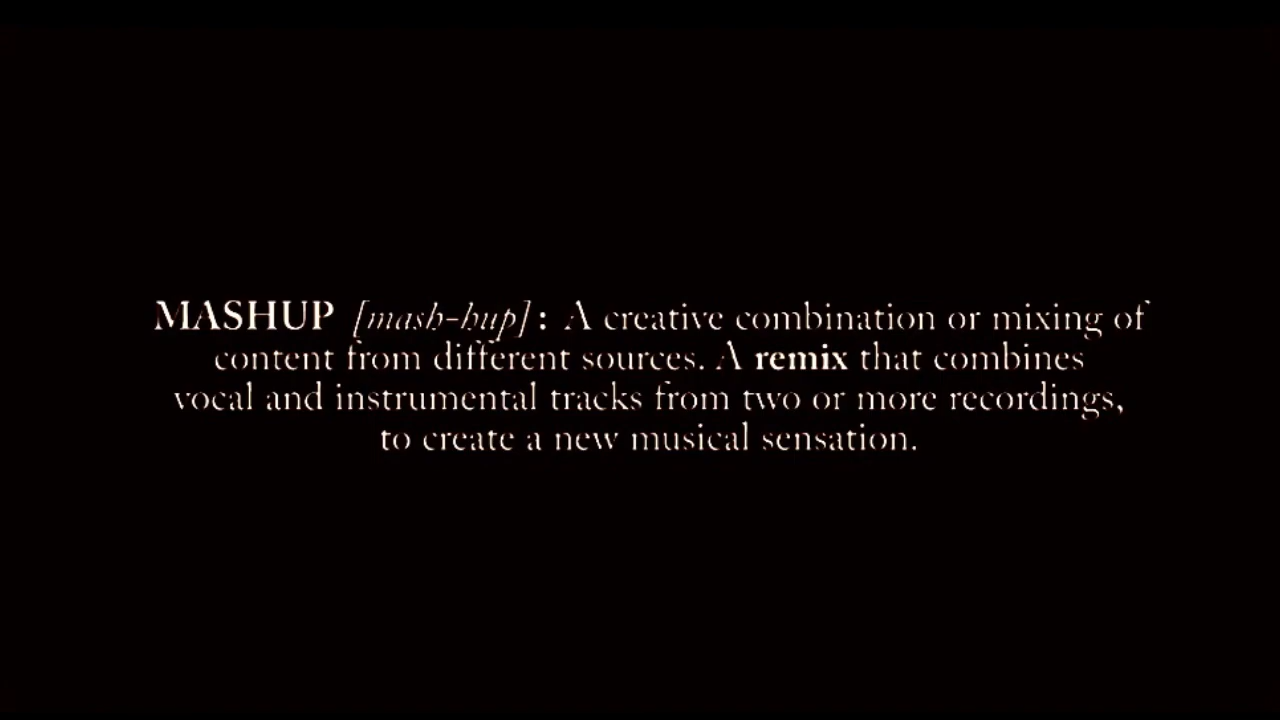 MASHUP [mash-hup] : A creative combination or mixing of
content from different sources. A remix that combines
vocal and instrumental tracks from two or more recordings,
to create a new musical sensation.